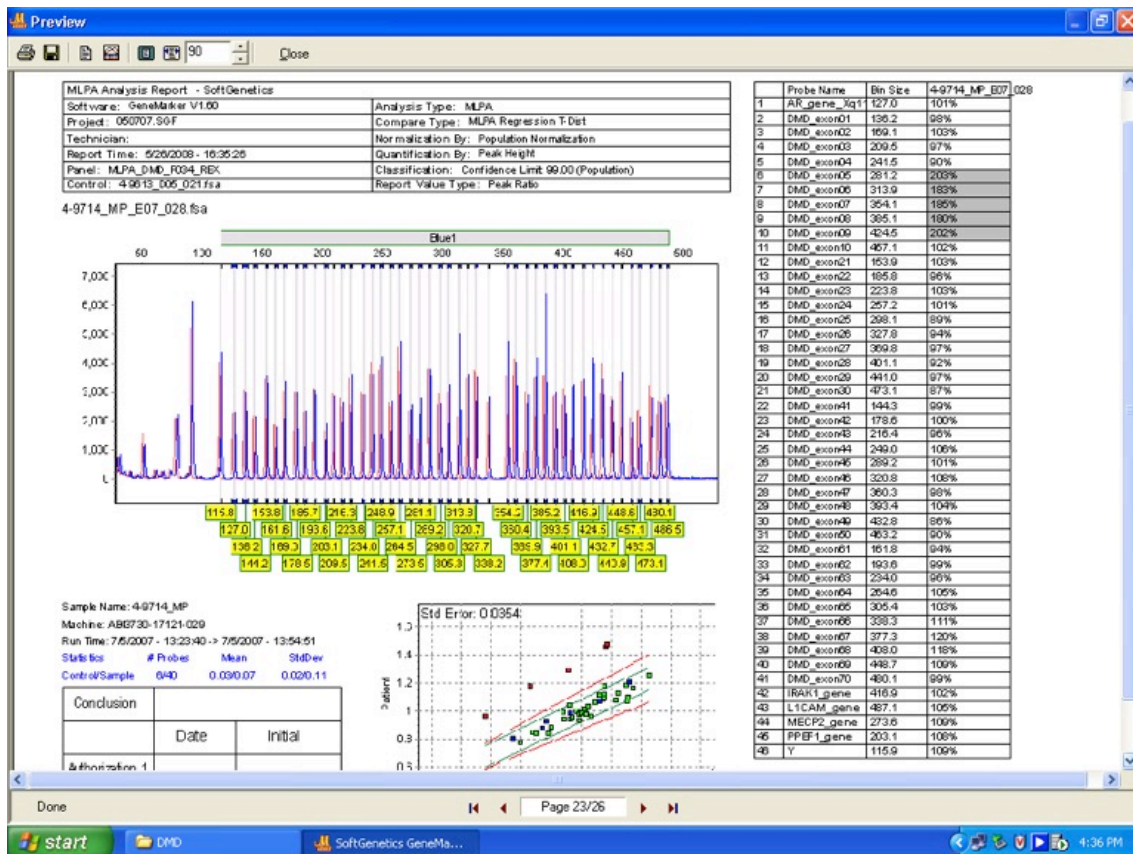 Preview
90 Close
MLPA Analysis Report - SoftGenetics
Software: GeneMarker V1.60 Analysis Type: MLPA
Project: 050707.SGF Compare Type: MLPA Regression T-Dist
Technician: Normalization By: Population Normalization
Report Time: 5/26/2008 - 16:35:26 Quantification By: Peak Height
Panel: MLPA_DMD_P034_REX Classification: Confidence Limit 99.00 (Population)
Control: 4-9613_005_021.fsa Report Value Type: Peak Ratio
4-9714_MP_E07_028.fsa
Blue1
Sample Name: 4-9714_MP
Machine: ABI3730-17121-029
Run Time: 7/5/2007 - 13:23:40 -> 7/5/2007 - 13:54:51
Statistics # Probes Mean StdDev
Control/Sample 6/40 0.03/0.07 0.02/0.11
Conclusion
Date Initial
Authorization 1
Std Error: 0.0354
Patient
1.4
1.2
1
Probe Name Bin Size 4-9714_MP_E07_028
1 AR_gene_Xq11 127.0 101%
2 DMD_exon01 136.2 98%
3 DMD_exon02 169.1 103%
4 DMD_exon03 209.5 97%
5 DMD_exon04 241.5 90%
6 DMD_exon05 281.2 203%
7 DMD_exon06 313.9 183%
8 DMD_exon07 354.1 185%
9 DMD_exon08 385.1 180%
10 DMD_exon09 424.5 202%
11 DMD_exon10 457.1 102%
12 DMD_exon21 153.9 103%
13 DMD_exon22 185.8 96%
14 DMD_exon23 223.8 103%
15 DMD_exon24 257.2 101%
16 DMD_exon25 298.1 89%
17 DMD_exon26 327.8 94%
18 DMD_exon27 369.8 97%
19 DMD_exon28 401.1 92%
20 DMD_exon29 441.0 97%
21 DMD_exon30 473.1 87%
22 DMD_exon41 144.3 99%
23 DMD_exon42 178.6 100%
24 DMD_exon43 216.4 96%
25 DMD_exon44 249.0 106%
26 DMD_exon45 289.2 101%
27 DMD_exon46 320.8 108%
28 DMD_exon47 360.3 98%
29 DMD_exon48 393.4 104%
30 DMD_exon49 432.8 86%
31 DMD_exon50 463.2 90%
32 DMD_exon61 161.8 94%
33 DMD_exon62 193.6 99%
34 DMD_exon63 234.0 96%
35 DMD_exon64 264.6 105%
36 DMD_exon65 305.4 103%
37 DMD_exon66 338.3 111%
38 DMD_exon67 377.3 120%
39 DMD_exon68 408.0 118%
40 DMD_exon69 448.7 109%
41 DMD_exon70 480.1 99%
42 IRAK1_gene 416.9 102%
43 L1CAM_gene 487.1 105%
44 MECP2_gene 273.6 109%
45 PPEF1_gene 203.1 108%
46 Y 115.9 109%
Done Page 23/26
start DMD SoftGenetics GeneMa... 4:36 PM